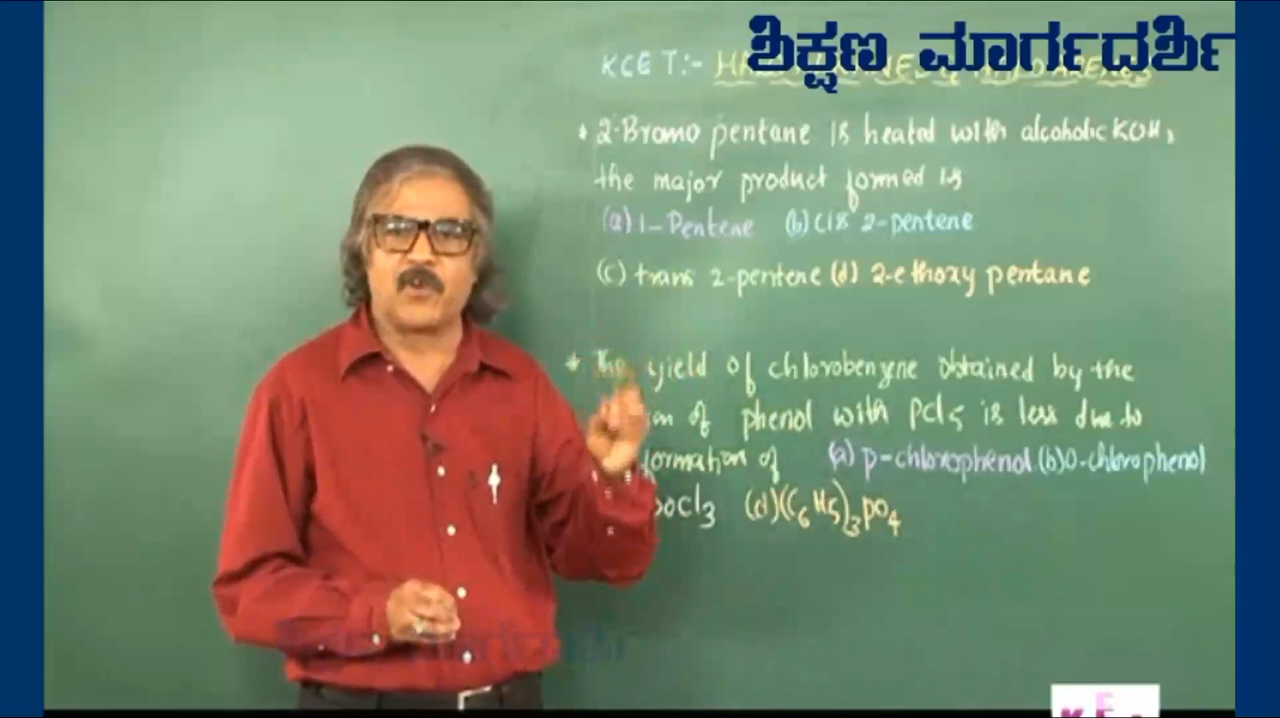 ಶಿಕ್ಷಣ ಮಾರ್ಗದರ್ಶಿ
KCET:-
* 2-Bromo pentane is heated with alcoholic KOH,
the major product formed is
(a) 1-Pentene (b) cis 2-pentene
(c) trans 2-pentene (d) 2-ethoxy pentane
* The yield of chlorobenzene obtained by the
of phenol with PCl5 is less due to
formation of (a) p-chlorophenol (b) O-chlorophenol
POCl3 (d) (C6H5)3PO4